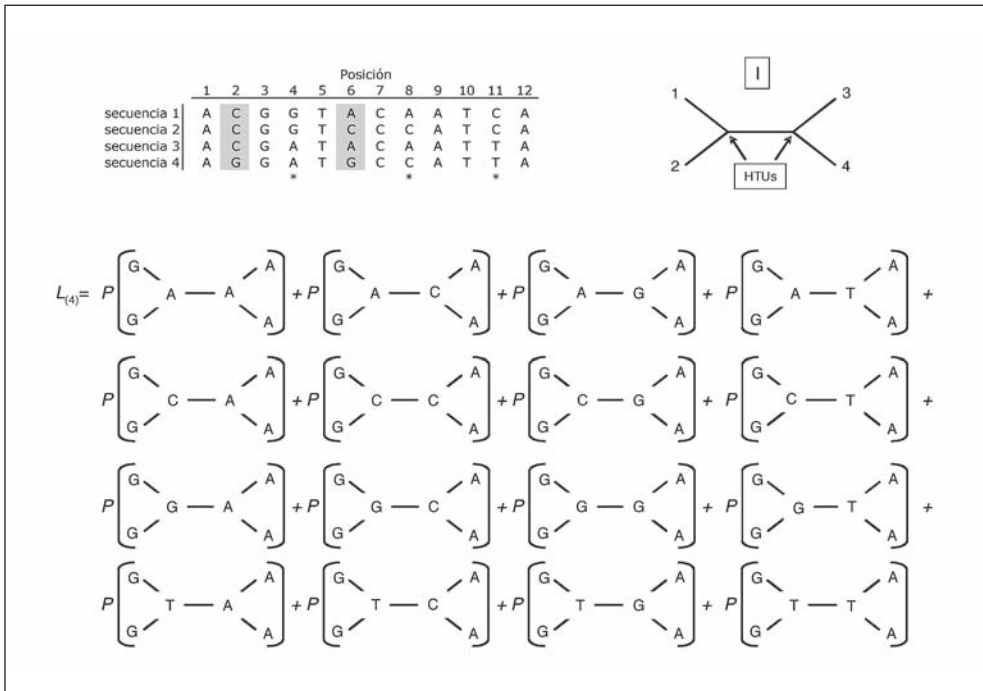 Posición
1 2 3 4 5 6 7 8 9 10 11 12
secuencia 1 A C G G T A C A A T C A
secuencia 2 A C G G T C C C A T C A
secuencia 3 A C G A T A C A A T T A
secuencia 4 A G G A T G C C A T T A
* * *
I
1 3
2 4
HTUs
G A G A G A G A
L(4)= P A A + P A C + P A G + P A T +
G A G A G A G A
G A G A G A G A
P C A + P C C + P C G + P C T +
G A G A G A G A
G A G A G A G A
P G A + P G C + P G G + P G T +
G A G A G A G A
G A G A G A G A
P T A + P T C + P T G + P T T
G A G A G A G A